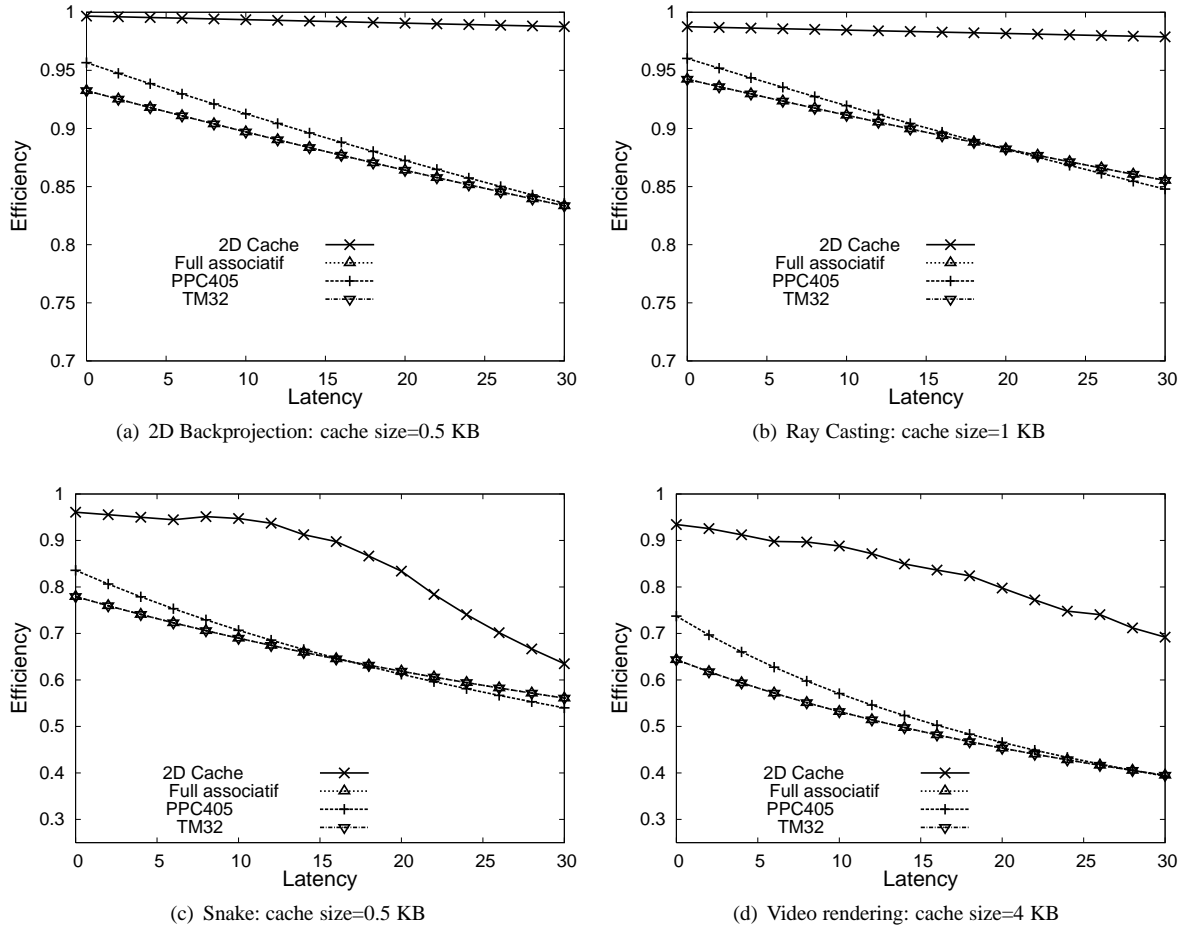 1
0.95
0.9
0.85
0.8
0.75
0.7
Efficiency
2D Cache
Full associatif
PPC405
TM32
0 5 10 15 20 25 30
Latency
(a) 2D Backprojection: cache size=0.5 KB
1
0.95
0.9
0.85
0.8
0.75
0.7
Efficiency
2D Cache
Full associatif
PPC405
TM32
0 5 10 15 20 25 30
Latency
(b) Ray Casting: cache size=1 KB
1
0.9
0.8
0.7
0.6
0.5
0.4
0.3
Efficiency
2D Cache
Full associatif
PPC405
TM32
0 5 10 15 20 25 30
Latency
(c) Snake: cache size=0.5 KB
1
0.9
0.8
0.7
0.6
0.5
0.4
0.3
Efficiency
2D Cache
Full associatif
PPC405
TM32
0 5 10 15 20 25 30
Latency
(d) Video rendering: cache size=4 KB